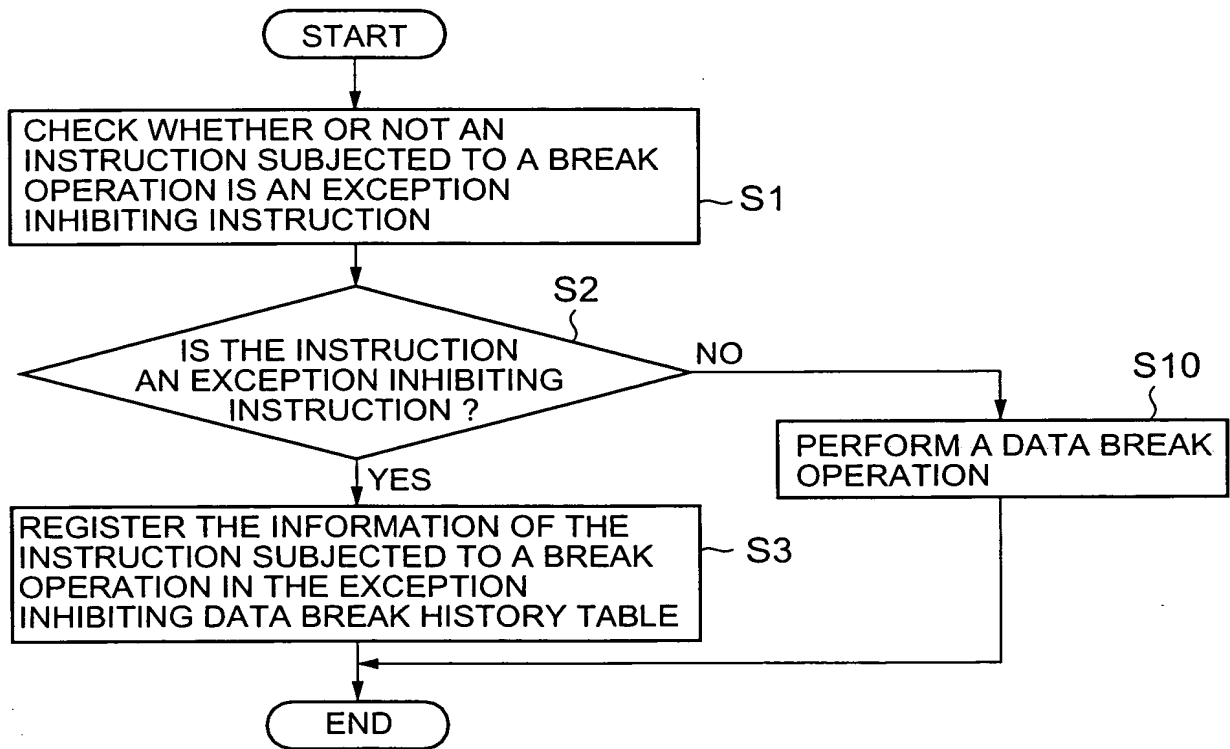 START
CHECK WHETHER OR NOT AN
INSTRUCTION SUBJECTED TO A BREAK
OPERATION IS AN EXCEPTION
INHIBITING INSTRUCTION
S1
S2
IS THE INSTRUCTION
AN EXCEPTION INHIBITING
INSTRUCTION ?
NO
S10
PERFORM A DATA BREAK
OPERATION
YES
REGISTER THE INFORMATION OF THE
INSTRUCTION SUBJECTED TO A BREAK
OPERATION IN THE EXCEPTION
INHIBITING DATA BREAK HISTORY TABLE
S3
END